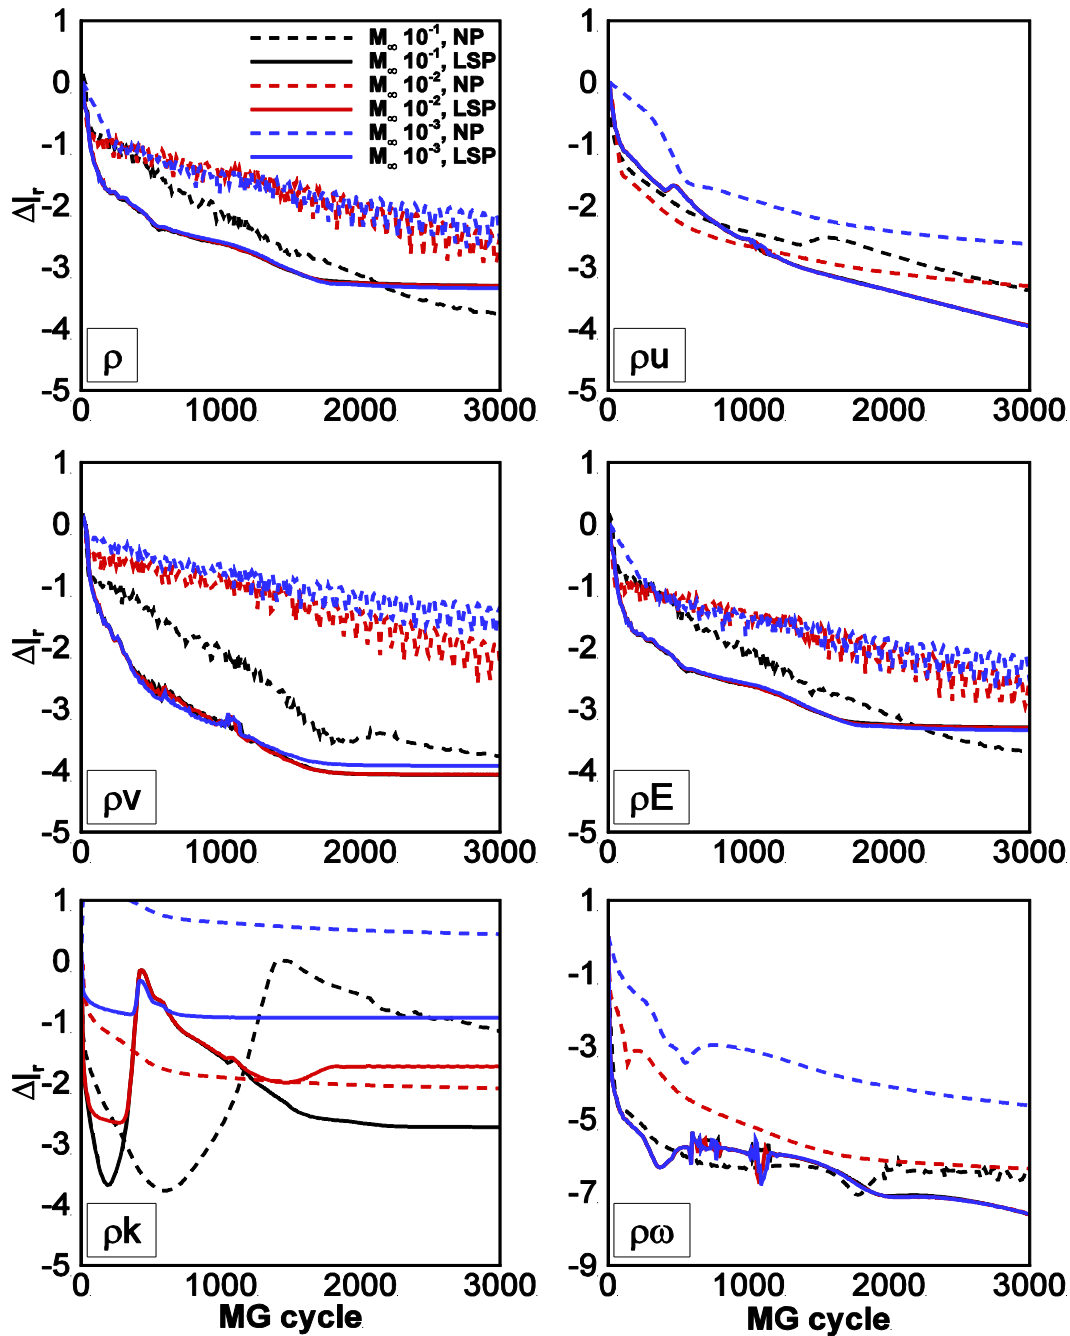 1
0
-1
-2
-3
-4
-5
ΔIr
M∞ 10-1, NP
M∞ 10-1, LSP
M∞ 10-2, NP
M∞ 10-2, LSP
M∞ 10-3, NP
M∞ 10-3, LSP
ρ
0 1000 2000 3000
1
0
-1
-2
-3
-4
-5
ρu
0 1000 2000 3000
1
0
-1
-2
-3
-4
-5
ΔIr
ρv
0 1000 2000 3000
1
0
-1
-2
-3
-4
-5
ρE
0 1000 2000 3000
1
0
-1
-2
-3
-4
-5
ΔIr
ρk
0 1000 2000 3000
MG cycle
1
-1
-3
-5
-7
-9
ρω
0 1000 2000 3000
MG cycle